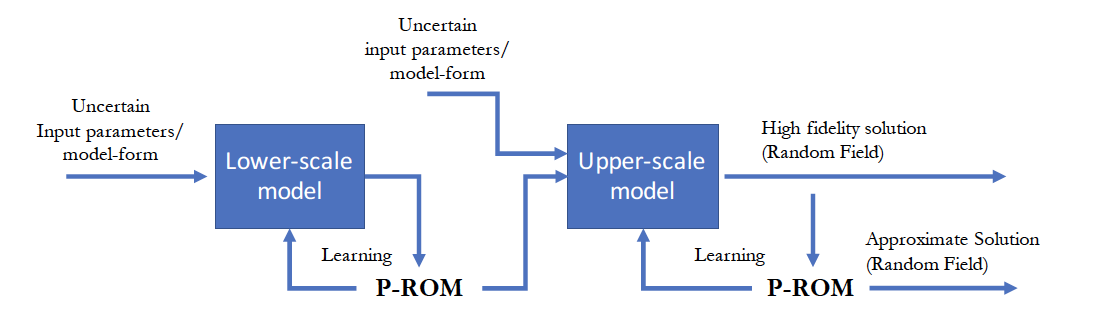 Uncertain
input parameters/
model-form
Uncertain
Input parameters/
model-form
Lower-scale
model
Upper-scale
model
High fidelity solution
(Random Field)
Learning
P-ROM
Learning
P-ROM
Approximate Solution
(Random Field)